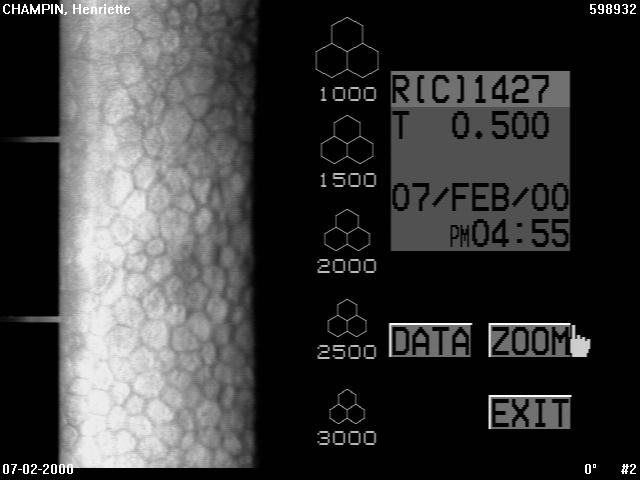 CHAMPIN, Henriette
598932
1000
R[C]1427
T 0.500
1500
07/FEB/00
PM04:55
2000
2500
DATA
ZOOM
EXIT
3000
07-02-2000
0° #2